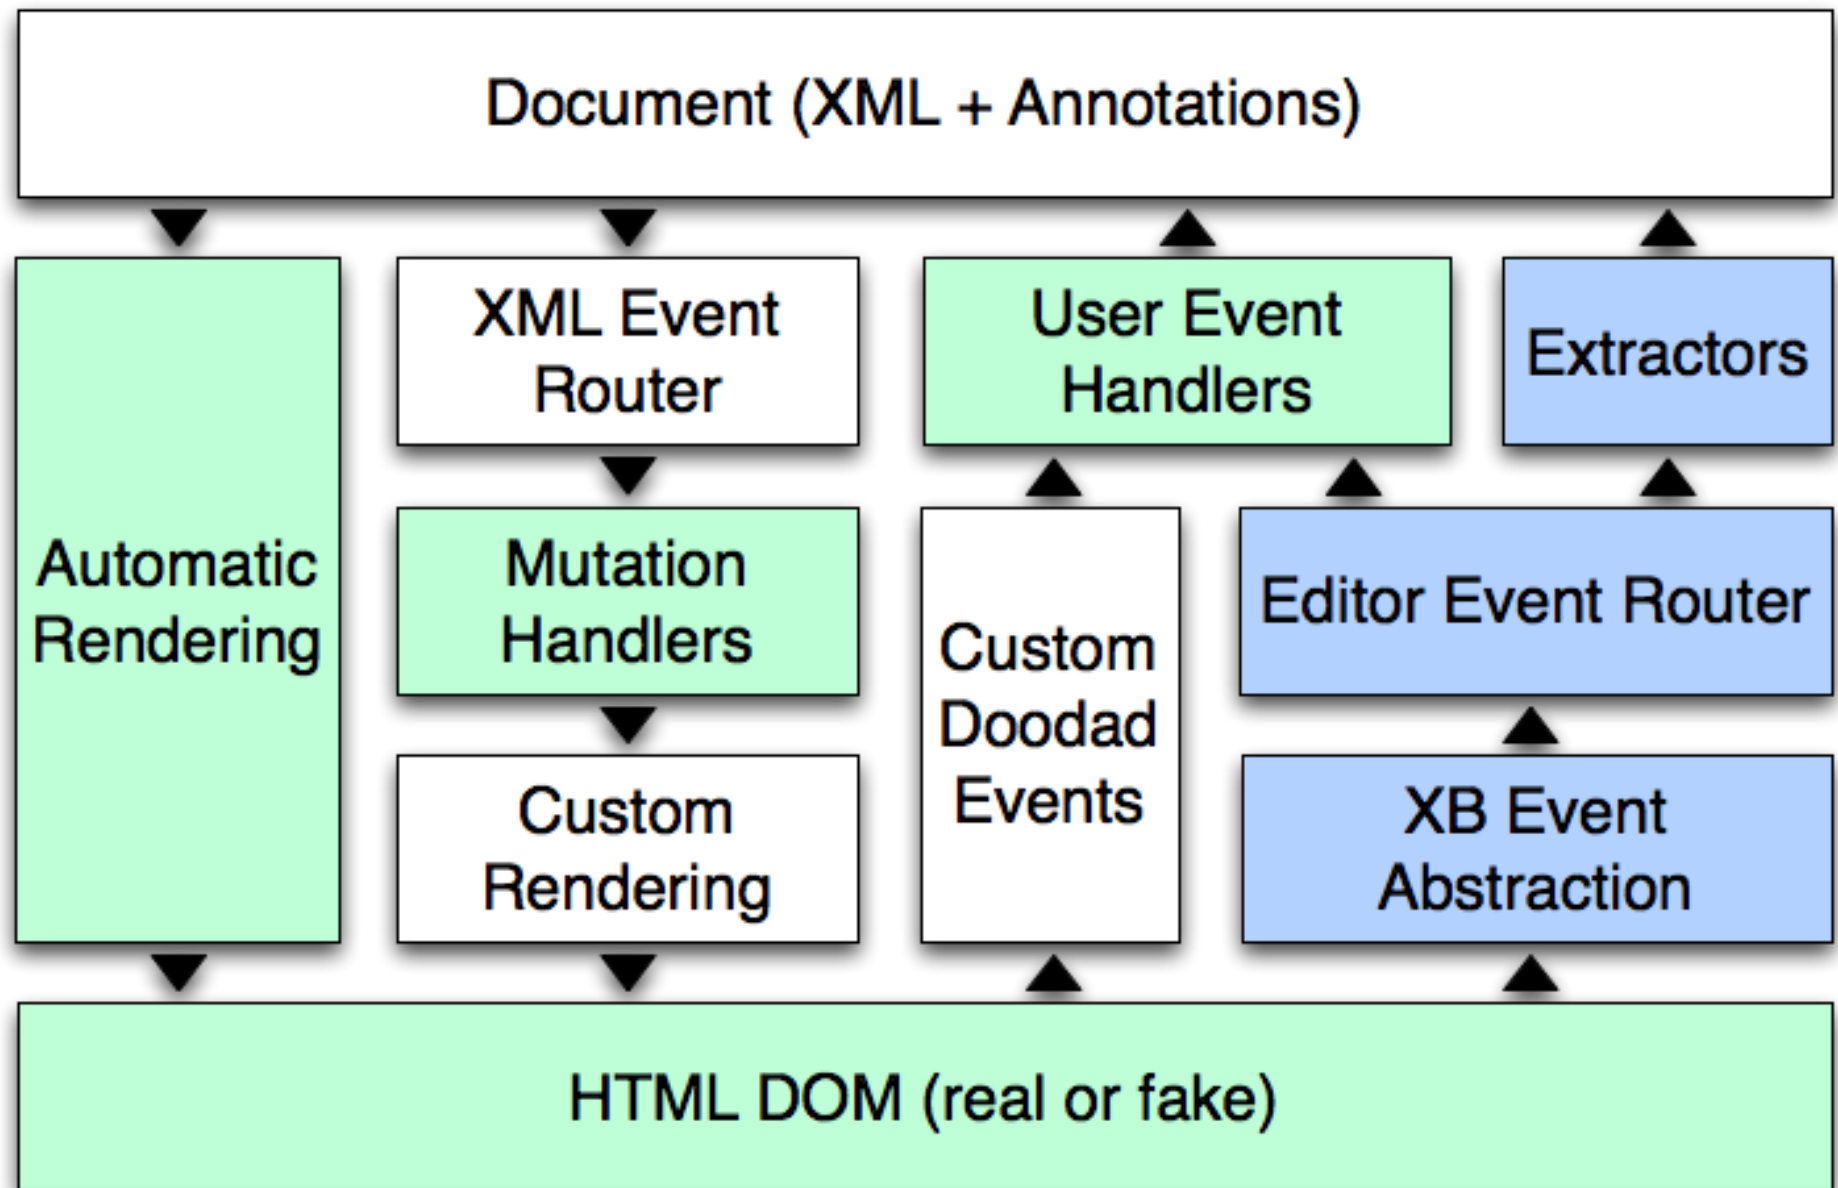 Document (XML + Annotations)
Automatic
Rendering
XML Event
Router
Mutation
Handlers
Custom
Rendering
User Event
Handlers
Extractors
Custom
Doodad
Events
Editor Event Router
XB Event
Abstraction
HTML DOM (real or fake)